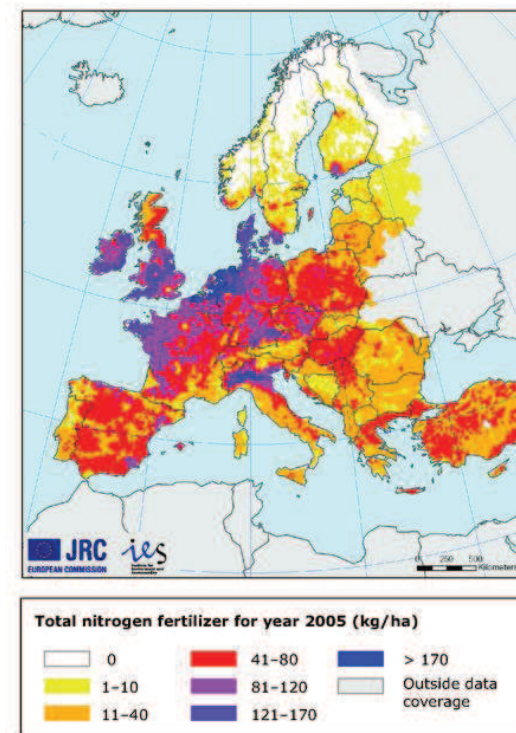 JRC
EUROPEAN COMMISSION
ies
0 250 500
Kilometers
Total nitrogen fertilizer for year 2005 (kg/ha)
0
41–80
> 170
1–10
81–120
Outside data
coverage
11–40
121–170